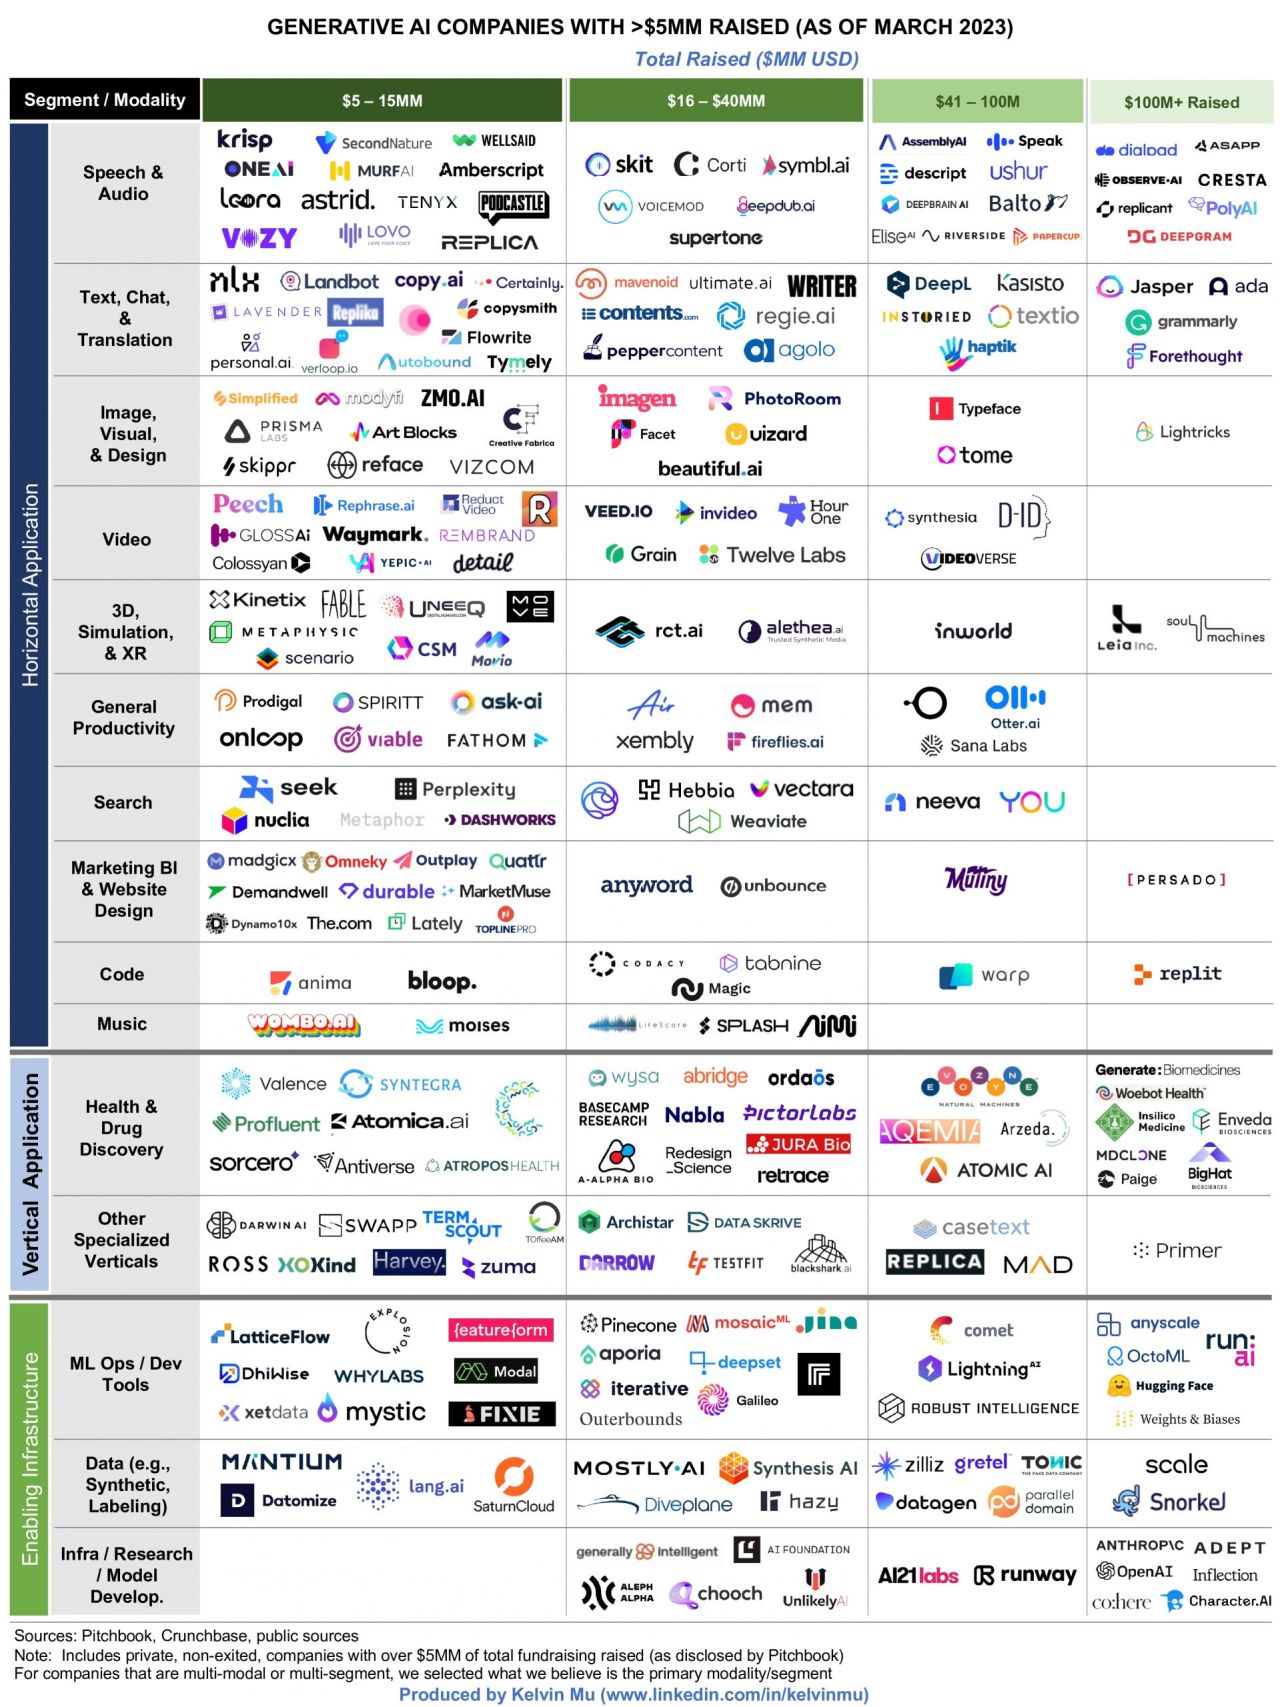 GENERATIVE AI COMPANIES WITH >$5MM RAISED (AS OF MARCH 2023)
Total Raised ($MM USD)
Segment / Modality
$5 – 15MM
$16 – $40MM
$41 – 100M
$100M+ Raised
Horizontal Application
Speech & Audio
krisp SecondNature WELLSAID
ONEAI MURFAI Amberscript
loora astrid. TENYX PODCASTLE
VOZY LOVO REPLICA
LOVE YOUR VOICE
skit Corti symbl.ai
VOICEMOD deepdub.ai
supertone
AssemblyAI Speak
descript ushur
DEEPBRAIN AI Balto
EliseAI RIVERSIDE PAPERCUP
dialpad ASAPP
OBSERVE.AI CRESTA
replicant PolyAI
DG DEEPGRAM
Text, Chat, & Translation
nlx Landbot copy.ai Certainly.
LAVENDER Replika copysmith
Flowrite
personal.ai verloop.io Autobound Tymely
mavenoid ultimate.ai WRITER
contents.com regie.ai
peppercontent agolo
DeepL Kasisto
INSTORIED textio
haptik
Jasper ada
grammarly
Forethought
Image, Visual, & Design
Simplified modyfi ZMO.AI
PRISMA LABS Art Blocks CF Creative Fabrica
skippr reface VIZCOM
imagen PhotoRoom
Facet uizard
beautiful.ai
Typeface
tome
Lightricks
Video
Peech Rephrase.ai Reduct Video R
GLOSSAi Waymark. REMBRAND
Colossyan YEPIC·AI detail
VEED.IO invideo Hour One
Grain Twelve Labs
synthesia D-ID
VIDEOVERSE
3D, Simulation, & XR
Kinetix FABLE UNEEQ MOVE
DIGITALHUMANS.COM
METAPHYSIC CSM
scenario Movio
rct.ai alethea.ai
Trusted Synthetic Media
inworld
Leia Inc. soul machines
General Productivity
Prodigal SPIRITT ask-ai
onloop viable FATHOM
Air mem
xembly fireflies.ai
Otter.ai
Sana Labs
Search
seek Perplexity
nuclia Metaphor DASHWORKS
Hebbia vectara
Weaviate
neeva YOU
Marketing BI & Website Design
madgicx Omneky Outplay Quattr
Demandwell durable MarketMuse
Dynamo10x The.com Lately TOPLINE PRO
anyword unbounce
Mutiny
[PERSADO]
Code
anima bloop.
CODACY tabnine
Magic
warp
replit
Music
WOMBO.AI moises
LifeScore SPLASH AiMi
Vertical Application
Health & Drug Discovery
Valence SYNTEGRA
Profluent Atomica.ai
sorcero Antiverse ATROPOS HEALTH
wysa abridge ordaōs
BASECAMP RESEARCH Nabla pictorlabs
A-ALPHA BIO Redesign_Science JURA Bio
retrace
EVOZYNE
NATURAL MACHINES
AQEMIA Arzeda.
ATOMIC AI
Generate:Biomedicines
Woebot Health
Insilico Medicine Enveda BIOSCIENCES
MDCLONE
Paige BigHat BIOSCIENCES
Other Specialized Verticals
DARWIN AI SWAPP TERM SCOUT TOffeeAM
ROSS XOKind Harvey. zuma
Archistar DATA SKRIVE
DARROW TESTFIT blackshark.ai
casetext
REPLICA MAD
Primer
Enabling Infrastructure
ML Ops / Dev Tools
LatticeFlow EXPLOSION {eature{orm
DhiWise WHYLABS Modal
xetdata mystic FIXIE
Pinecone mosaicML Jina
aporia deepset
iterative Galileo
Outerbounds
comet
Lightning AI
ROBUST INTELLIGENCE
anyscale run:ai
OctoML
Hugging Face
Weights & Biases
Data (e.g., Synthetic, Labeling)
MANTIUM
D Datomize lang.ai SaturnCloud
MOSTLY·AI Synthesis AI
Diveplane hazy
zilliz gretel TONIC
THE FAKE DATA COMPANY
datagen parallel domain
scale
Snorkel
Infra / Research / Model Develop.
generally intelligent AI FOUNDATION
ALEPH ALPHA chooch UnlikelyAI
AI21labs runway
ANTHROP\C ADEPT
OpenAI Inflection
co:here Character.AI
Sources: Pitchbook, Crunchbase, public sources
Note: Includes private, non-exited, companies with over $5MM of total fundraising raised (as disclosed by Pitchbook)
For companies that are multi-modal or multi-segment, we selected what we believe is the primary modality/segment
Produced by Kelvin Mu (www.linkedin.com/in/kelvinmu)